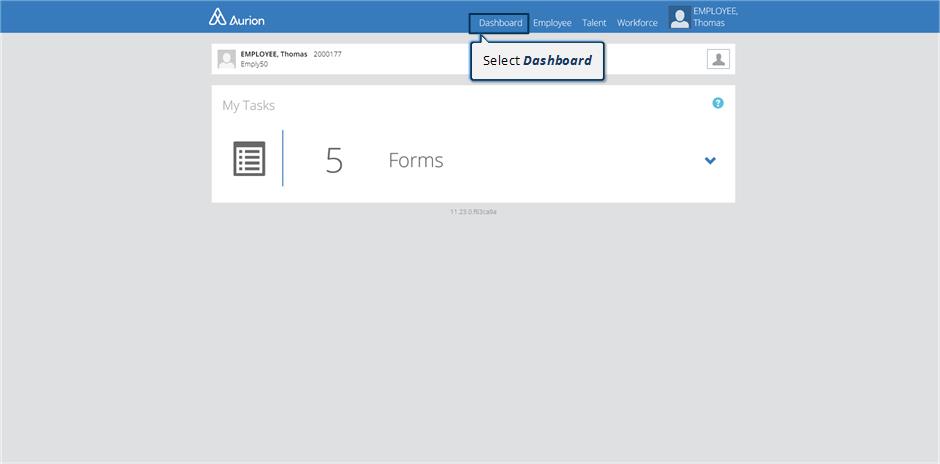 Aurion
Dashboard Employee Talent Workforce
EMPLOYEE,
Thomas
EMPLOYEE, Thomas 2000177
Emply50
Select Dashboard
My Tasks
?
5 Forms
11.23.0.f63ca9a